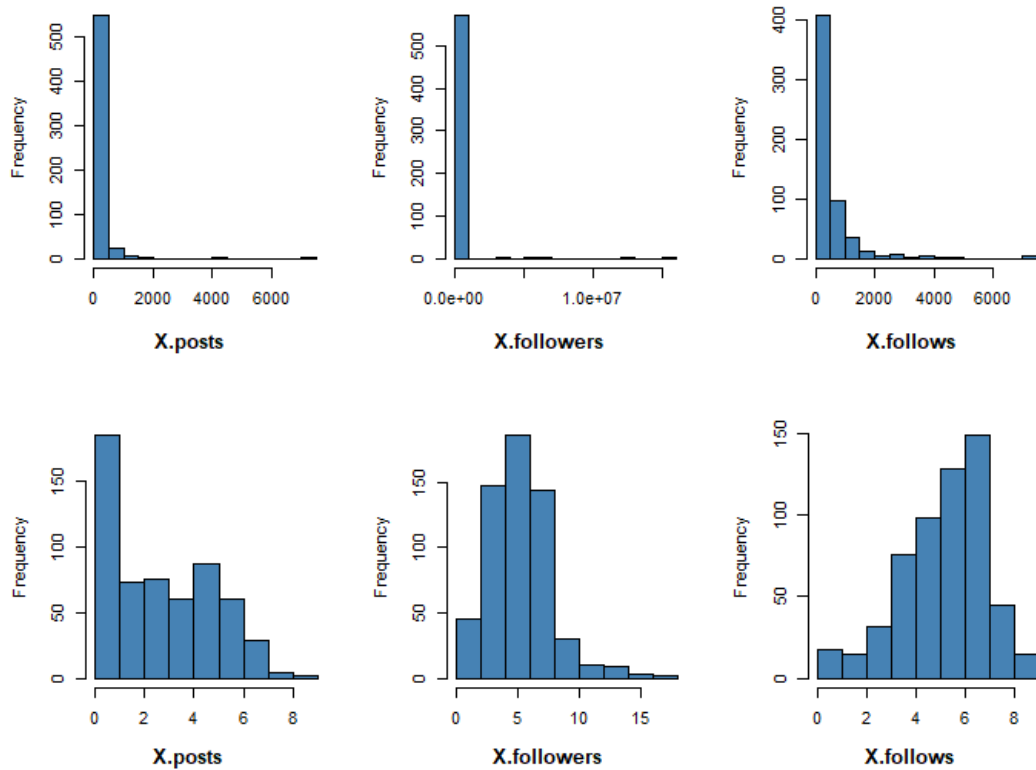 Frequency
0 100 200 300 400 500
0 2000 4000 6000
X.posts
Frequency
0 100 200 300 400 500
0.0e+00 1.0e+07
X.followers
Frequency
0 100 200 300 400
0 2000 4000 6000
X.follows
Frequency
0 50 100 150
0 2 4 6 8
X.posts
Frequency
0 50 100 150
0 5 10 15
X.followers
Frequency
0 50 100 150
0 2 4 6 8
X.follows